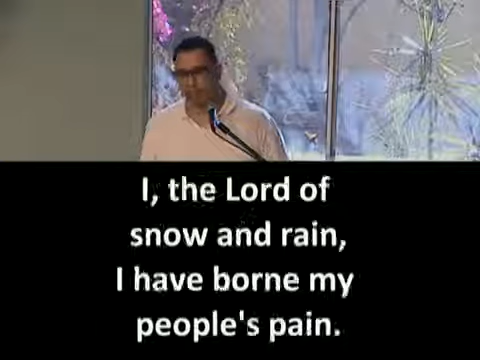 I, the Lord of
snow and rain,
I have borne my
people's pain.